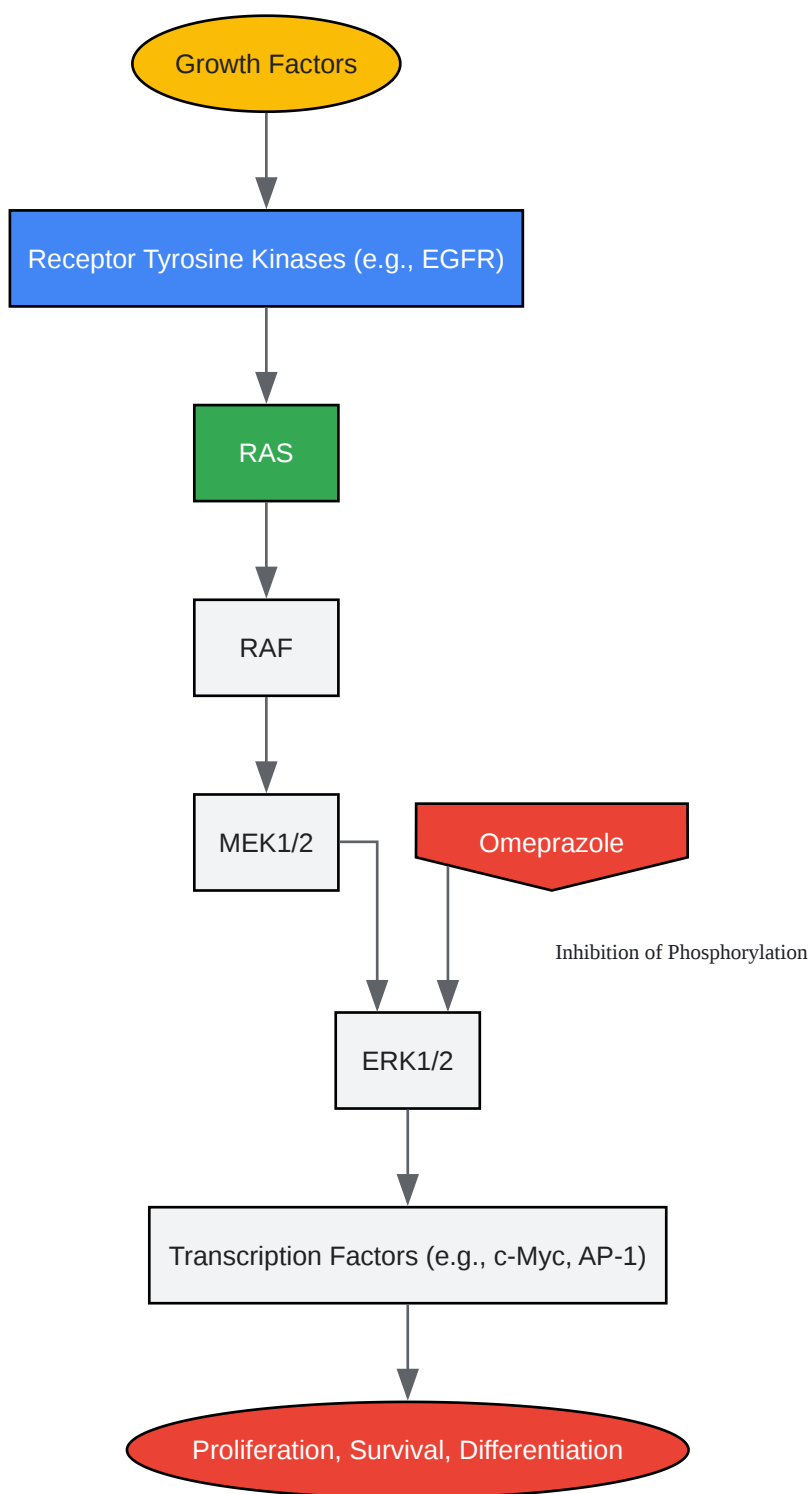 Growth Factors
Receptor Tyrosine Kinases (e.g., EGFR)
RAS
RAF
MEK1/2
Omeprazole
Inhibition of Phosphorylation
ERK1/2
Transcription Factors (e.g., c-Myc, AP-1)
Proliferation, Survival, Differentiation